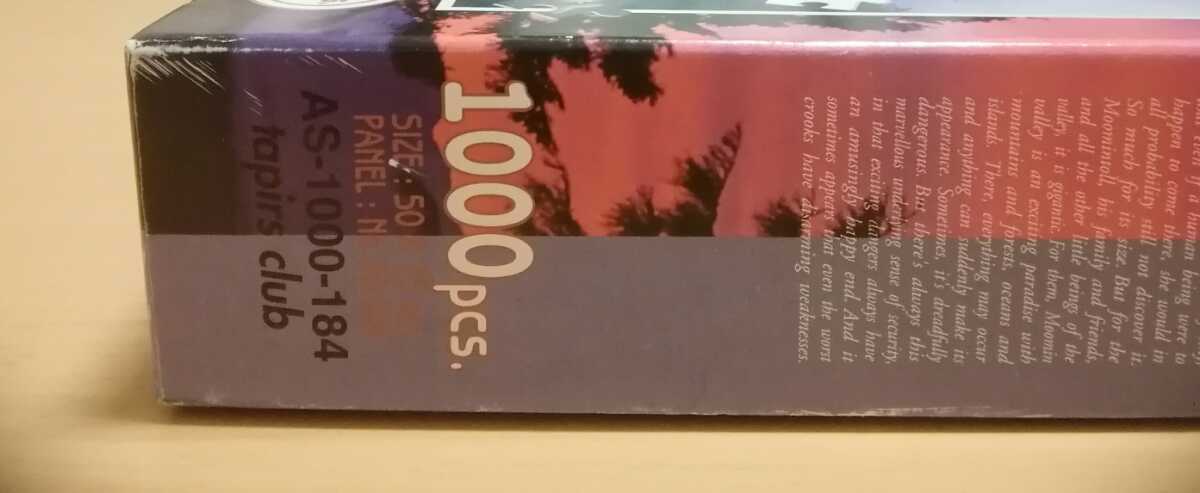 happen to come there, she would in
all probability still not discover it.
So much for is size. But for the
Moomintroll, his family and friends,
and all the other little beings of the
valley, it is gigantic. For them, Moomin
valley is an exciting paradise with
mountains and forest, oceans and
islands. There, everything may occur
and anything can suddenly make its
appearance. Sometimes, it's dreadfully
dangerous. But there's always this
marvellous underlying sense of security,
in that exciting dangers always have
an amusingly happy end. And it
sometimes appears that even the worst
crooks have disarming weaknesses.
1000pcs.
SIZE : 50
PANEL : N
AS-1000-184
tapirs club